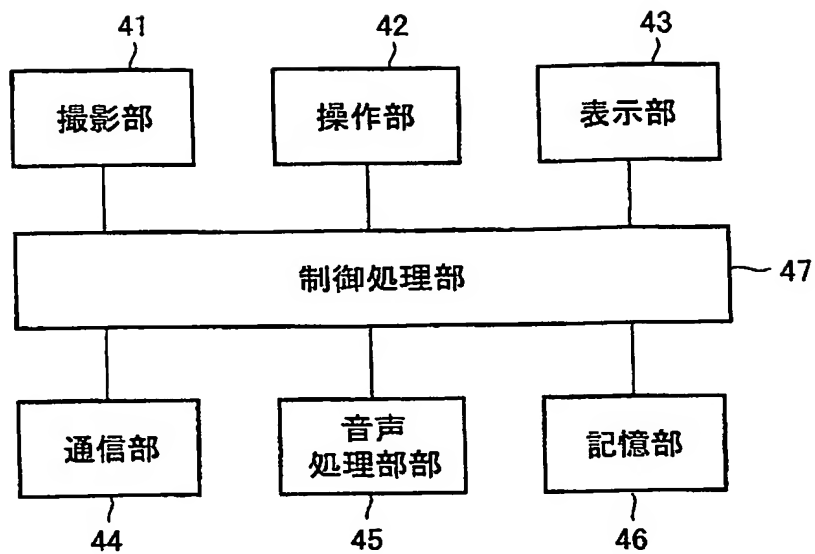 41
42
43
撮影部
操作部
表示部
制御処理部
47
通信部
音声
処理部部
記憶部
44
45
46